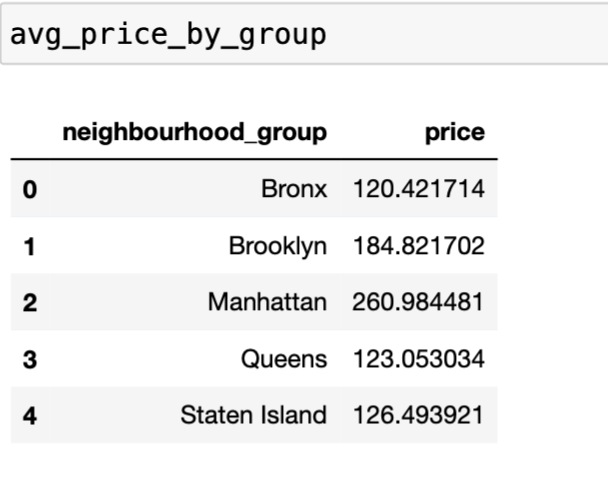 avg_price_by_group
neighbourhood_group price
0 Bronx 120.421714
1 Brooklyn 184.821702
2 Manhattan 260.984481
3 Queens 123.053034
4 Staten Island 126.493921